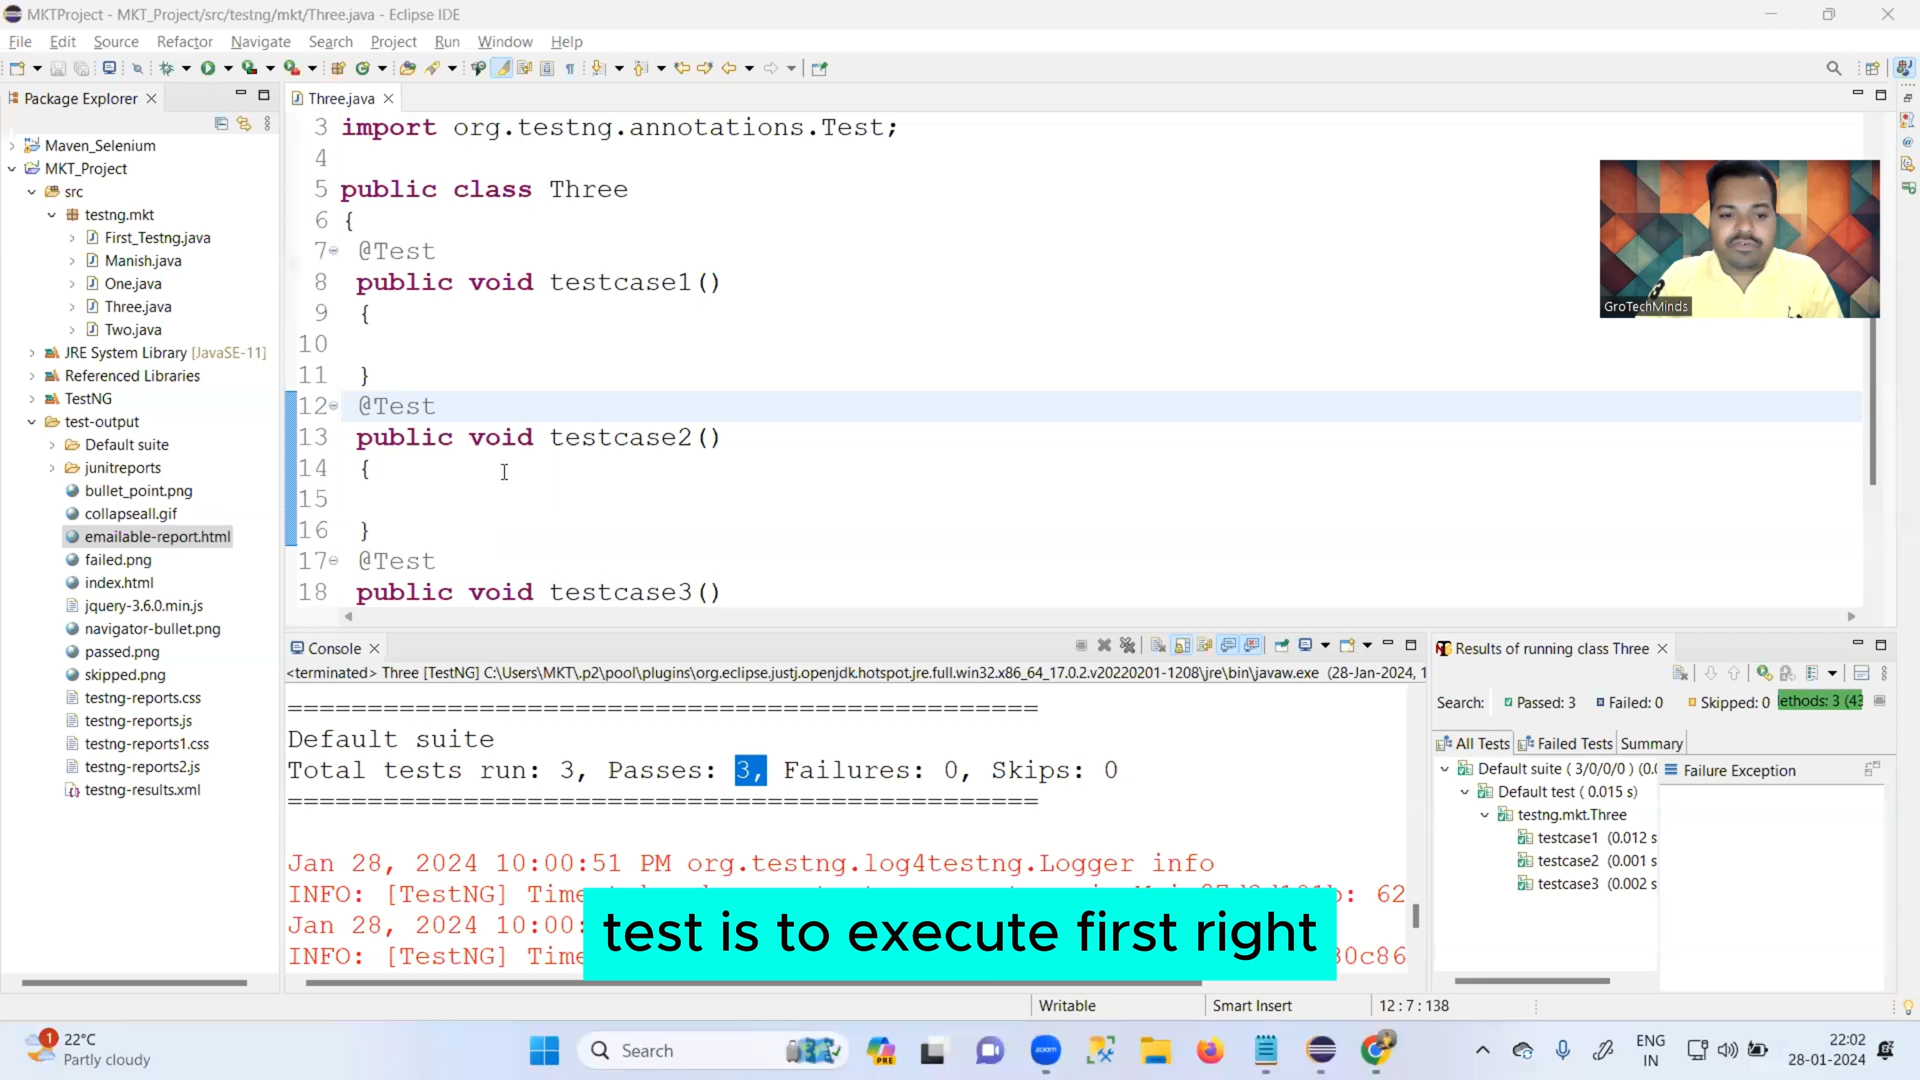 MKTProject - MKT_Project/src/testng/mkt/Three.java - Eclipse IDE
File Edit Source Refactor Navigate Search Project Run Window Help
Package Explorer
Three.java
Maven_Selenium
MKT_Project
src
testng.mkt
First_Testng.java
Manish.java
One.java
Three.java
Two.java
JRE System Library [JavaSE-11]
Referenced Libraries
TestNG
test-output
Default suite
junitreports
bullet_point.png
collapseall.gif
emailable-report.html
failed.png
index.html
jquery-3.6.0.min.js
navigator-bullet.png
passed.png
skipped.png
testng-reports.css
testng-reports.js
testng-reports1.css
testng-reports2.js
testng-results.xml
3 import org.testng.annotations.Test;
4
5 public class Three
6 {
7 @Test
8 public void testcase1()
9 {
10
11 }
12 @Test
13 public void testcase2()
14 {
15
16 }
17 @Test
18 public void testcase3()
GroTechMinds
Console
<terminated> Three [TestNG] C:\Users\MKT\.p2\pool\plugins\org.eclipse.justj.openjdk.hotspot.jre.full.win32.x86_64_17.0.2.v20220201-1208\jre\bin\javaw.exe (28-Jan-2024, 1
===============================================
Default suite
Total tests run: 3, Passes: 3, Failures: 0, Skips: 0
===============================================
Jan 28, 2024 10:00:51 PM org.testng.log4testng.Logger info
INFO: [TestNG] Time
: 62
Jan 28, 2024 10:00:
INFO: [TestNG] Time
30c86
test is to execute first right
Results of running class Three
Search: Passed: 3 Failed: 0 Skipped: 0 ethods: 3 (43
All Tests Failed Tests Summary
Default suite ( 3/0/0/0 ) (0.(
Default test ( 0.015 s)
testng.mkt.Three
testcase1 (0.012 s
testcase2 (0.001 s
testcase3 (0.002 s
Failure Exception
Writable Smart Insert 12 : 7 : 138
1
22°C
Partly cloudy
Search
PRE
zoom
ENG
IN
22:02
28-01-2024